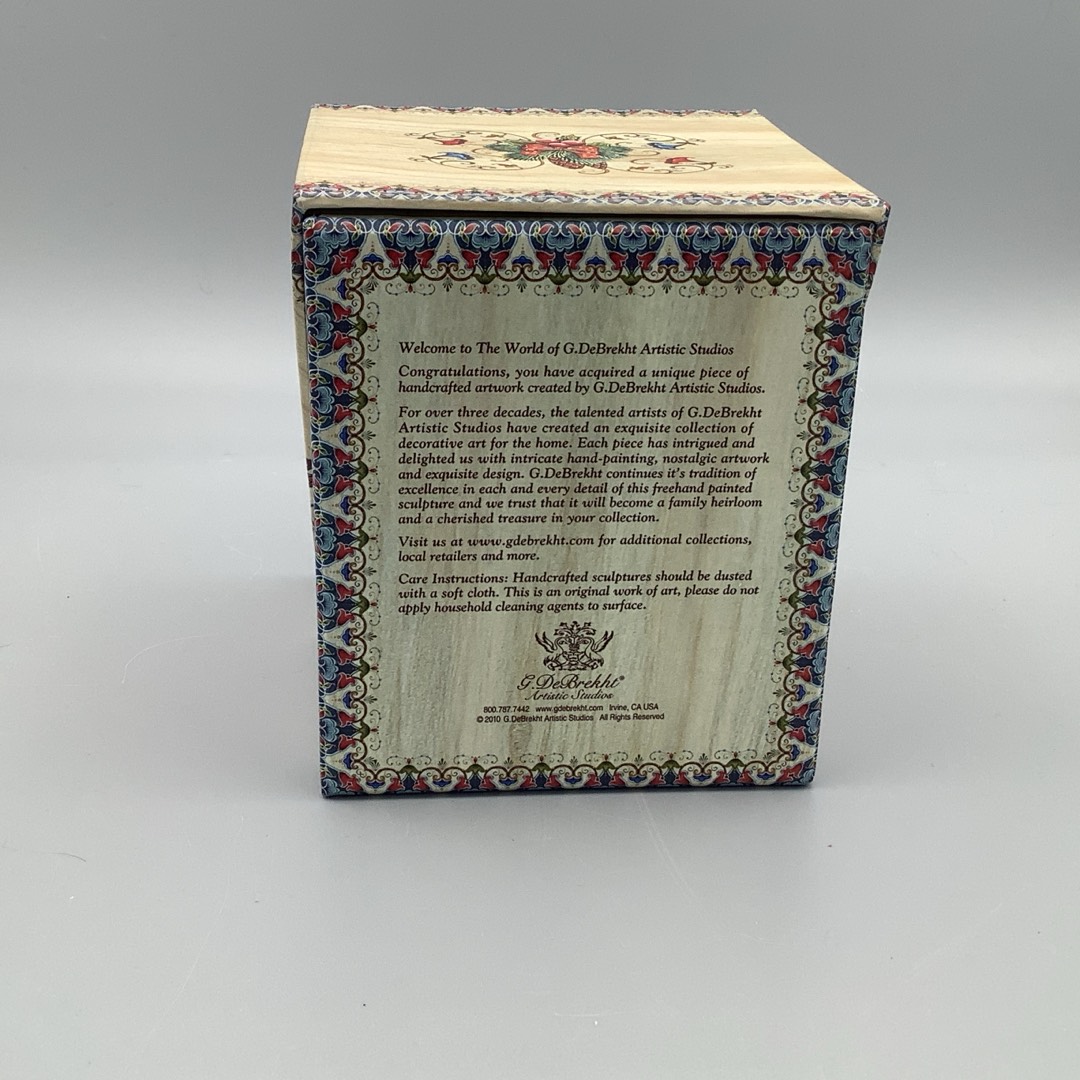 Welcome to The World of G.DeBrekht Artistic Studios
Congratulations, you have acquired a unique piece of
handcrafted artwork created by G.DeBrekht Artistic Studios.
For over three decades, the talented artists of G.DeBrekht
Artistic Studios have created an exquisite collection of
decorative art for the home. Each piece has intrigued and
delighted us with intricate hand-painting, nostalgic artwork
and exquisite design. G.DeBrekht continues it's tradition of
excellence in each and every detail of this freehand painted
sculpture and we trust that it will become a family heirloom
and a cherished treasure in your collection.
Visit us at www.gdebrekht.com for additional collections,
local retailers and more.
Care Instructions: Handcrafted sculptures should be dusted
with a soft cloth. This is an original work of art, please do not
apply household cleaning agents to surface.
G.DeBrekht®
Artistic Studios
800.787.7442 www.gdebrekht.com Irvine, CA USA
© 2010 G.DeBrekht Artistic Studios All Rights Reserved